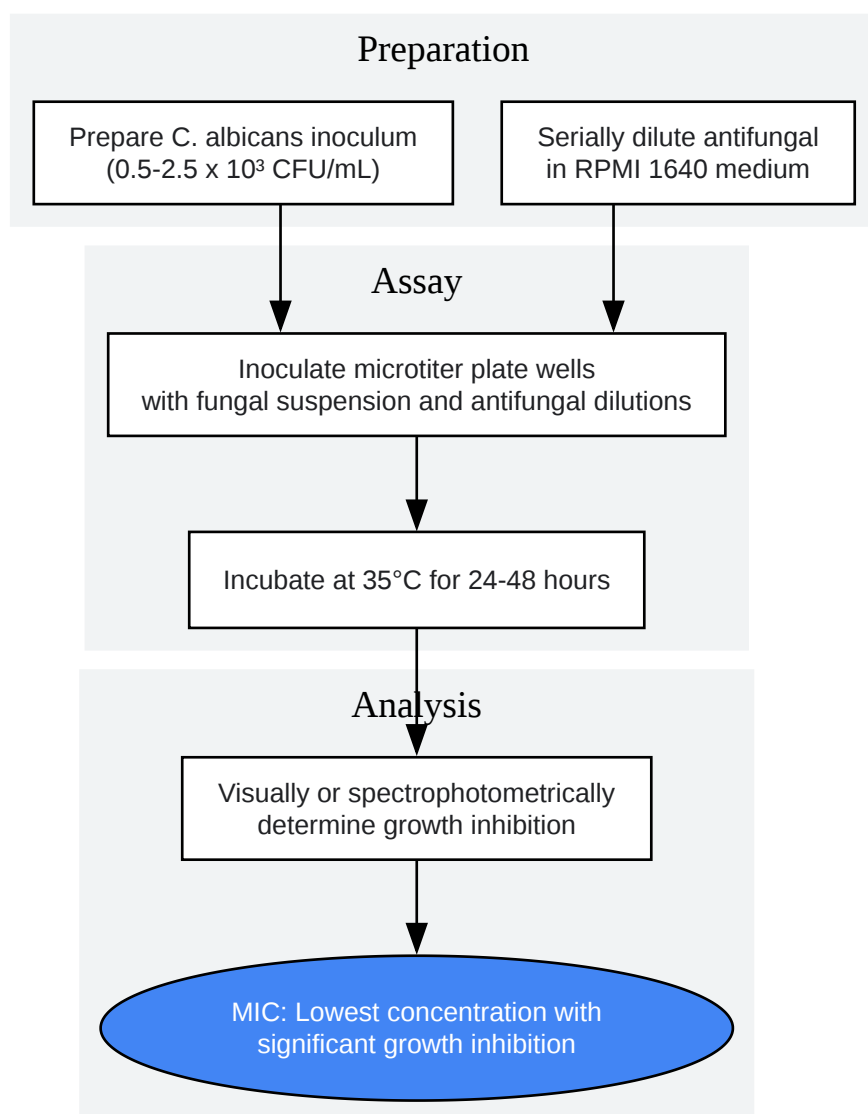 Preparation
Prepare C. albicans inoculum
(0.5-2.5 x 10³ CFU/mL)
Serially dilute antifungal
in RPMI 1640 medium
Assay
Inoculate microtiter plate wells
with fungal suspension and antifungal dilutions
Incubate at 35°C for 24-48 hours
Analysis
Visually or spectrophotometrically
determine growth inhibition
MIC: Lowest concentration with
significant growth inhibition